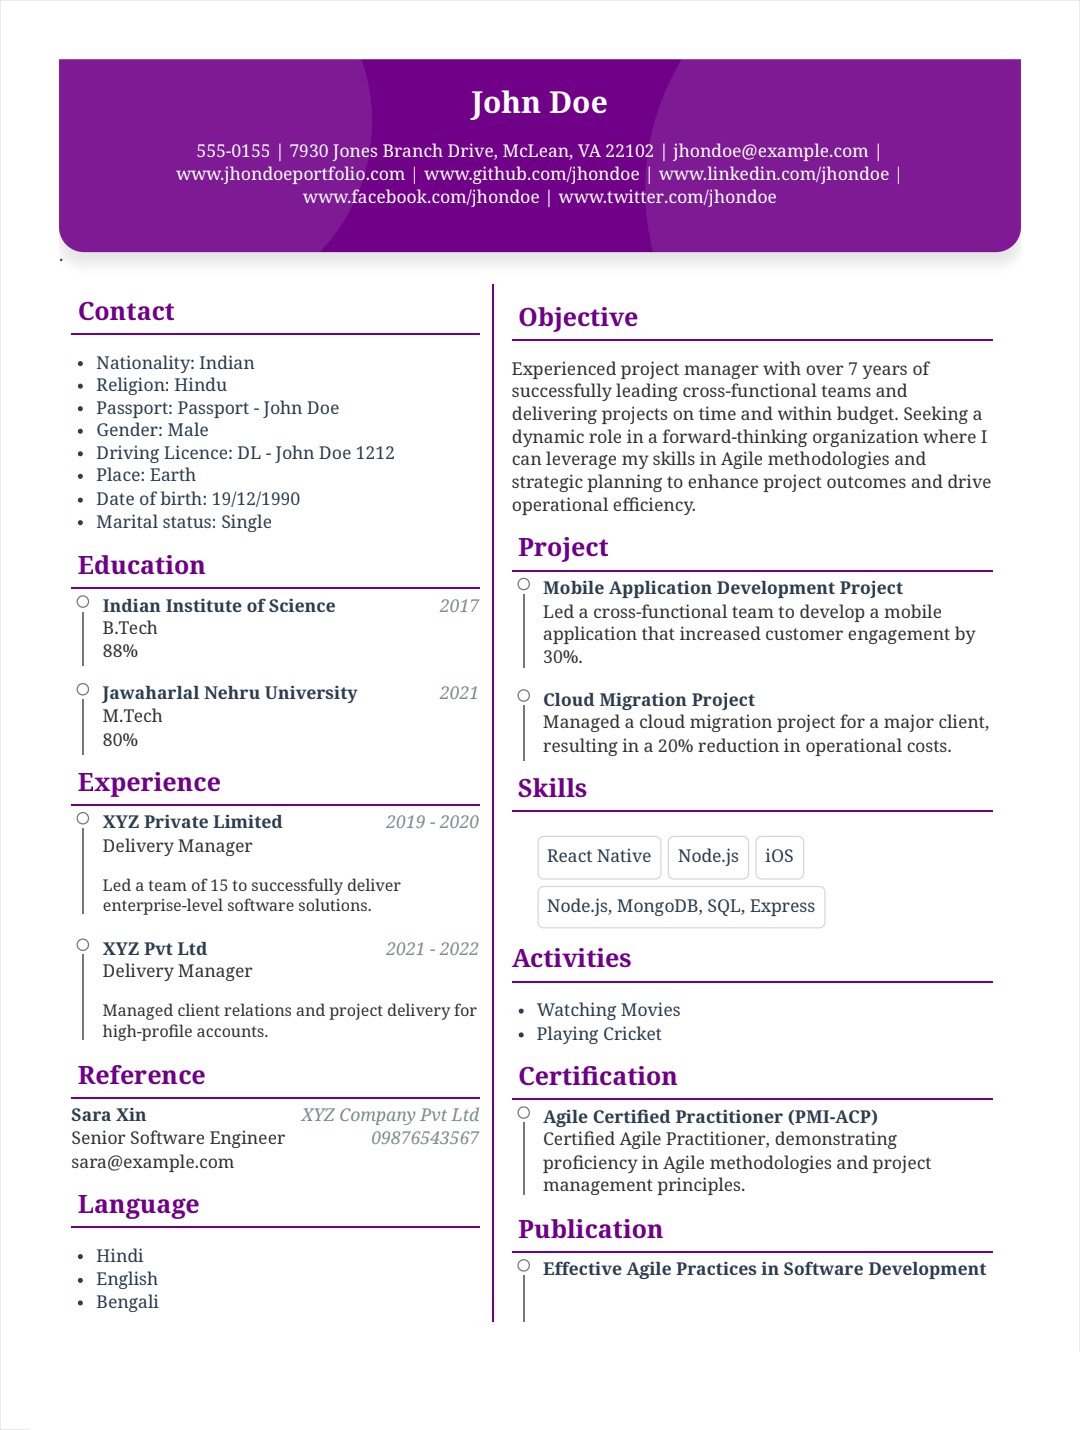 John Doe
555-0155 | 7930 Jones Branch Drive, McLean, VA 22102 | jhondoe@example.com |
www.jhondoeportfolio.com | www.github.com/jhondoe | www.linkedin.com/jhondoe |
www.facebook.com/jhondoe | www.twitter.com/jhondoe
.
Contact
• Nationality: Indian
• Religion: Hindu
• Passport: Passport - John Doe
• Gender: Male
• Driving Licence: DL - John Doe 1212
• Place: Earth
• Date of birth: 19/12/1990
• Marital status: Single
Education
Indian Institute of Science 2017
B.Tech
88%
Jawaharlal Nehru University 2021
M.Tech
80%
Experience
XYZ Private Limited 2019 - 2020
Delivery Manager
Led a team of 15 to successfully deliver
enterprise-level software solutions.
XYZ Pvt Ltd 2021 - 2022
Delivery Manager
Managed client relations and project delivery for
high-profile accounts.
Reference
Sara Xin XYZ Company Pvt Ltd
Senior Software Engineer 09876543567
sara@example.com
Language
• Hindi
• English
• Bengali
Objective
Experienced project manager with over 7 years of
successfully leading cross-functional teams and
delivering projects on time and within budget. Seeking a
dynamic role in a forward-thinking organization where I
can leverage my skills in Agile methodologies and
strategic planning to enhance project outcomes and drive
operational efficiency.
Project
Mobile Application Development Project
Led a cross-functional team to develop a mobile
application that increased customer engagement by
30%.
Cloud Migration Project
Managed a cloud migration project for a major client,
resulting in a 20% reduction in operational costs.
Skills
React Native Node.js iOS
Node.js, MongoDB, SQL, Express
Activities
• Watching Movies
• Playing Cricket
Certification
Agile Certified Practitioner (PMI-ACP)
Certified Agile Practitioner, demonstrating
proficiency in Agile methodologies and project
management principles.
Publication
Effective Agile Practices in Software Development